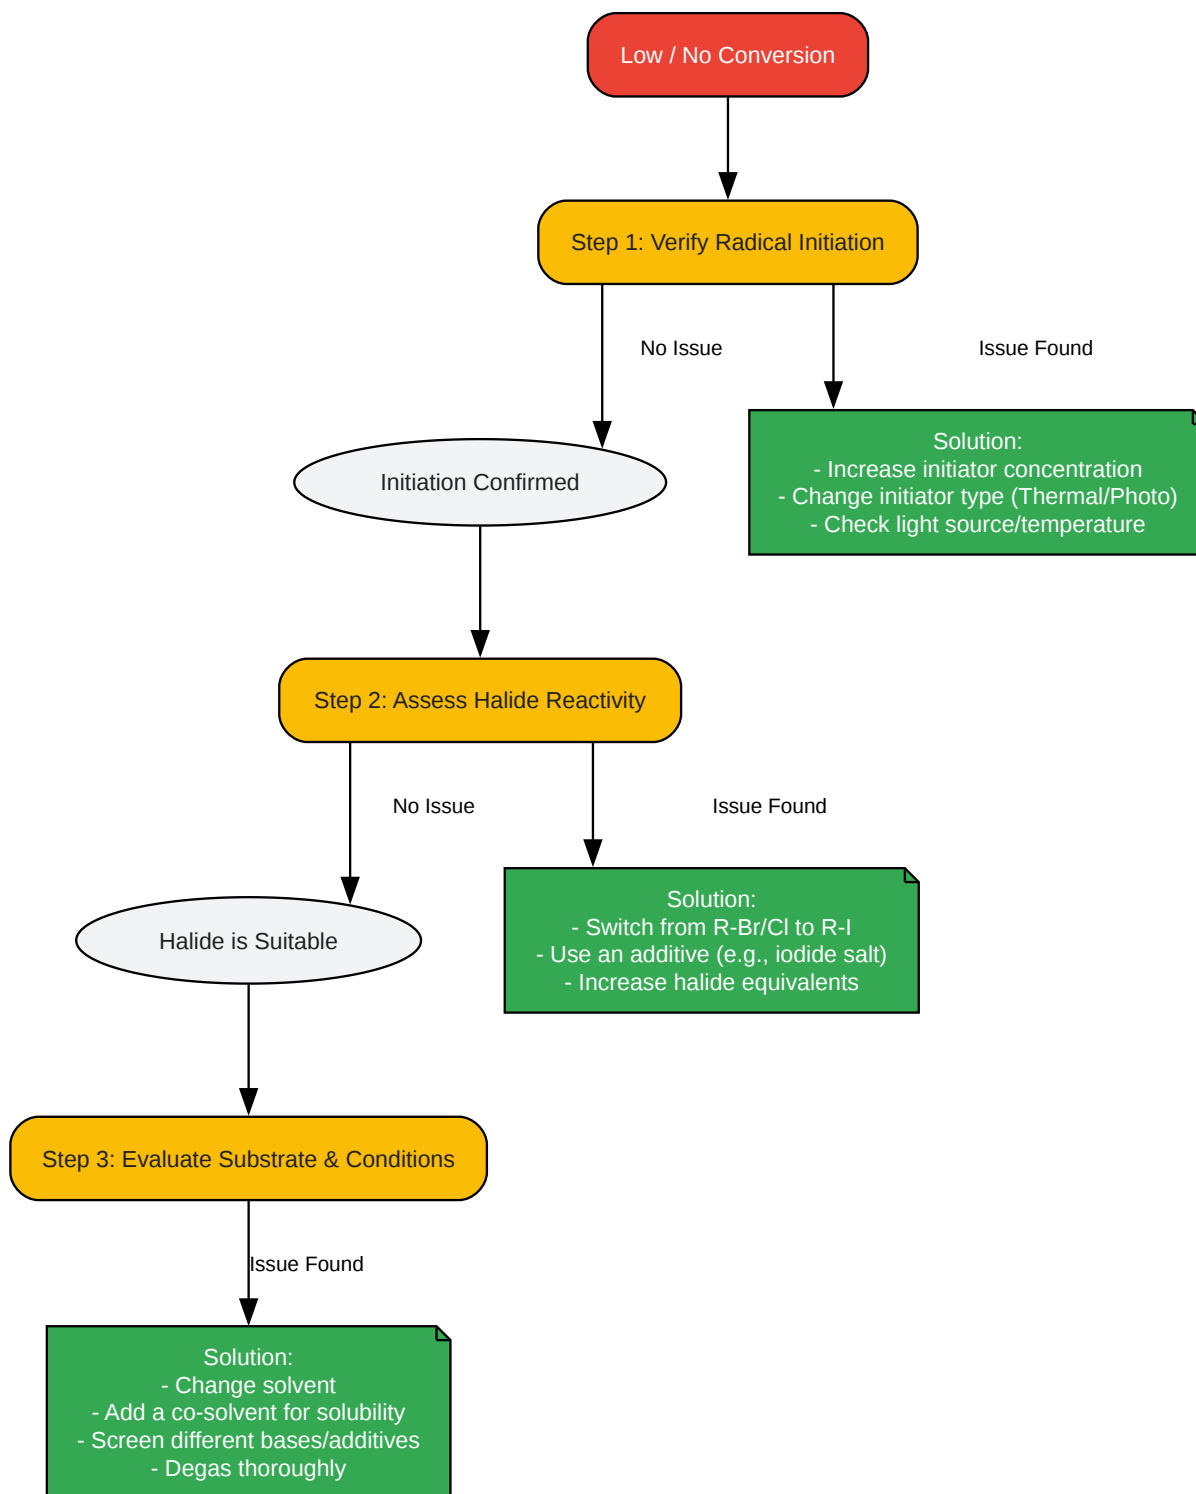 Low / No Conversion
Step 1: Verify Radical Initiation
No Issue
Issue Found
Initiation Confirmed
Solution:
- Increase initiator concentration
- Change initiator type (Thermal/Photo)
- Check light source/temperature
Step 2: Assess Halide Reactivity
No Issue
Issue Found
Halide is Suitable
Solution:
- Switch from R-Br/Cl to R-I
- Use an additive (e.g., iodide salt)
- Increase halide equivalents
Step 3: Evaluate Substrate & Conditions
Issue Found
Solution:
- Change solvent
- Add a co-solvent for solubility
- Screen different bases/additives
- Degas thoroughly